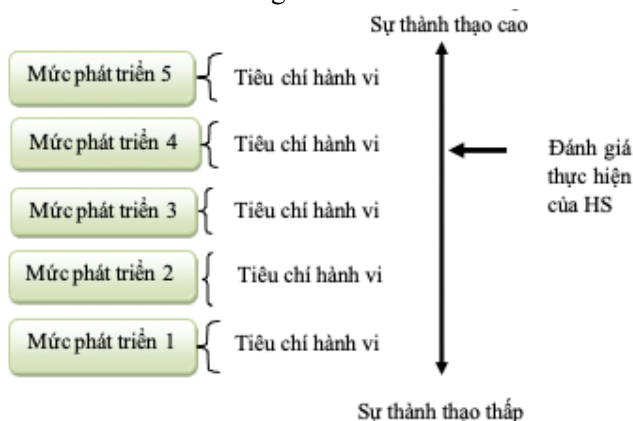 Sự thành thạo cao
Mức phát triển 5
Tiêu chí hành vi
Mức phát triển 4
Tiêu chí hành vi
Đánh giá
thực hiện
của HS
Mức phát triển 3
Tiêu chí hành vi
Mức phát triển 2
Tiêu chí hành vi
Mức phát triển 1
Tiêu chí hành vi
Sự thành thạo thấp